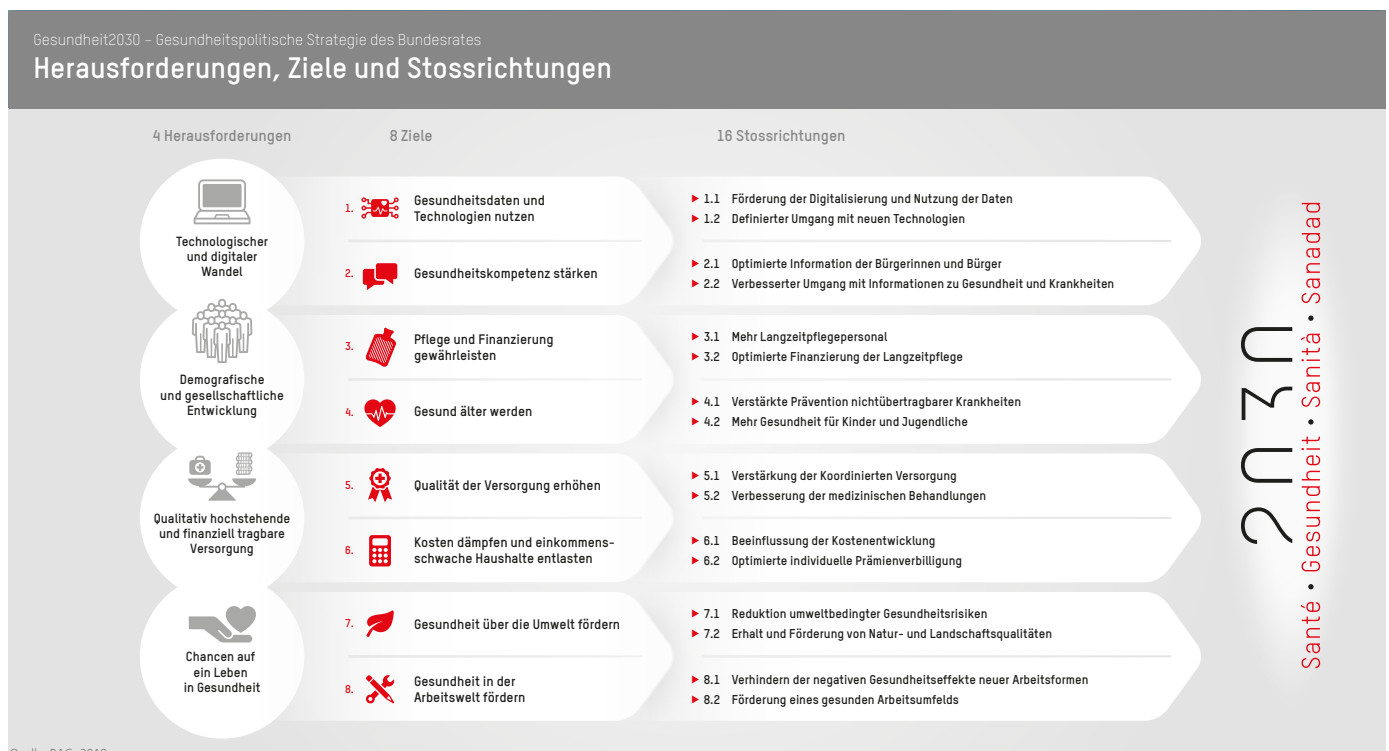 Gesundheit2030 – Gesundheitspolitische Strategie des Bundesrates
Herausforderungen, Ziele und Stossrichtungen
4 Herausforderungen
8 Ziele
16 Stossrichtungen
Technologischer
und digitaler
Wandel
1. Gesundheitsdaten und
Technologien nutzen
▶ 1.1 Förderung der Digitalisierung und Nutzung der Daten
▶ 1.2 Definierter Umgang mit neuen Technologien
2. Gesundheitskompetenz stärken
▶ 2.1 Optimierte Information der Bürgerinnen und Bürger
▶ 2.2 Verbesserter Umgang mit Informationen zu Gesundheit und Krankheiten
Demografische
und gesellschaftliche
Entwicklung
3. Pflege und Finanzierung
gewährleisten
▶ 3.1 Mehr Langzeitpflegepersonal
▶ 3.2 Optimierte Finanzierung der Langzeitpflege
4. Gesund älter werden
▶ 4.1 Verstärkte Prävention nichtübertragbarer Krankheiten
▶ 4.2 Mehr Gesundheit für Kinder und Jugendliche
Qualitativ hochstehende
und finanziell tragbare
Versorgung
5. Qualität der Versorgung erhöhen
▶ 5.1 Verstärkung der Koordinierten Versorgung
▶ 5.2 Verbesserung der medizinischen Behandlungen
6. Kosten dämpfen und einkommens-
schwache Haushalte entlasten
▶ 6.1 Beeinflussung der Kostenentwicklung
▶ 6.2 Optimierte individuelle Prämienverbilligung
Chancen auf
ein Leben
in Gesundheit
7. Gesundheit über die Umwelt fördern
▶ 7.1 Reduktion umweltbedingter Gesundheitsrisiken
▶ 7.2 Erhalt und Förderung von Natur- und Landschaftsqualitäten
8. Gesundheit in der
Arbeitswelt fördern
▶ 8.1 Verhindern der negativen Gesundheitseffekte neuer Arbeitsformen
▶ 8.2 Förderung eines gesunden Arbeitsumfelds
2030
Santé • Gesundheit • Sanità • Sanadad